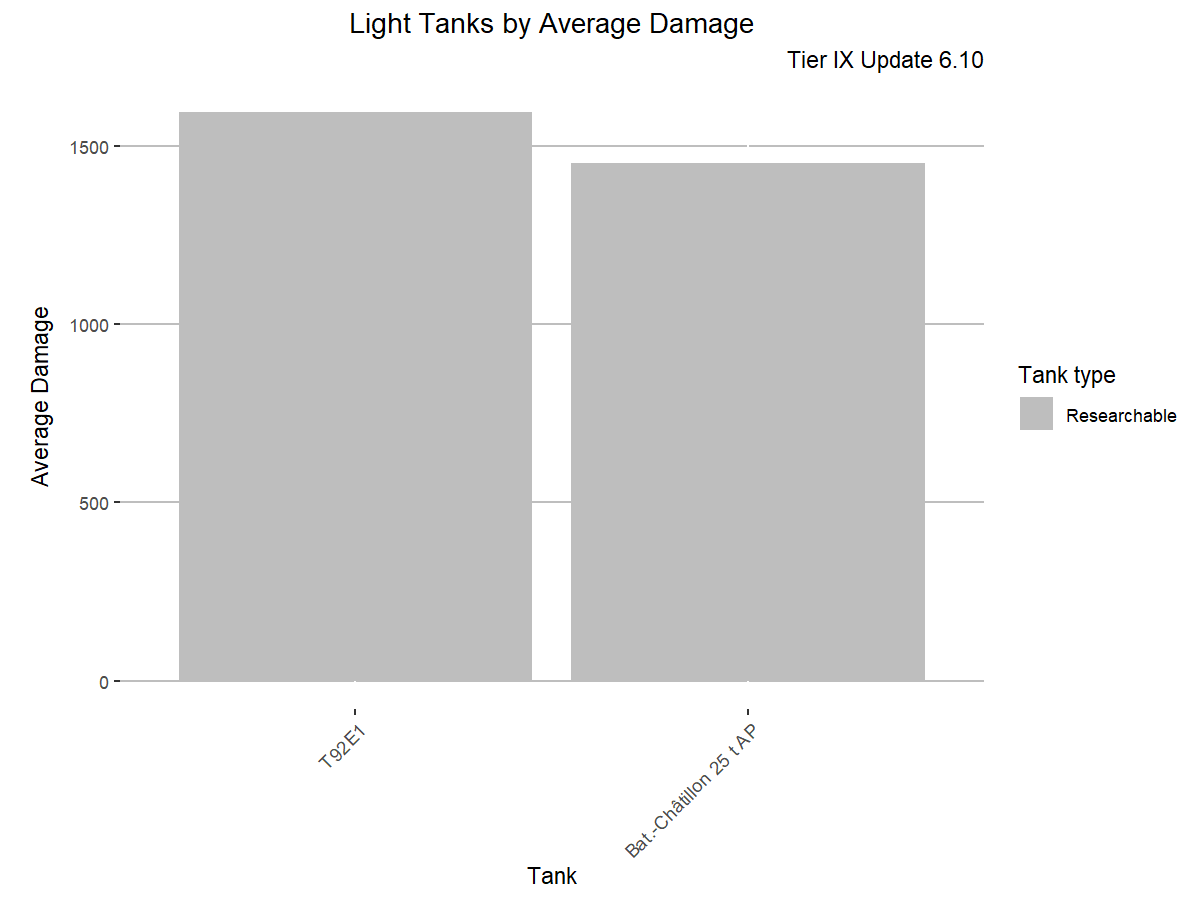 Light Tanks by Average Damage
Tier IX Update 6.10
Average Damage
1500
1000
500
0
T92E1
Bat.-Châtillon 25 t AP
Tank
Tank type
Researchable